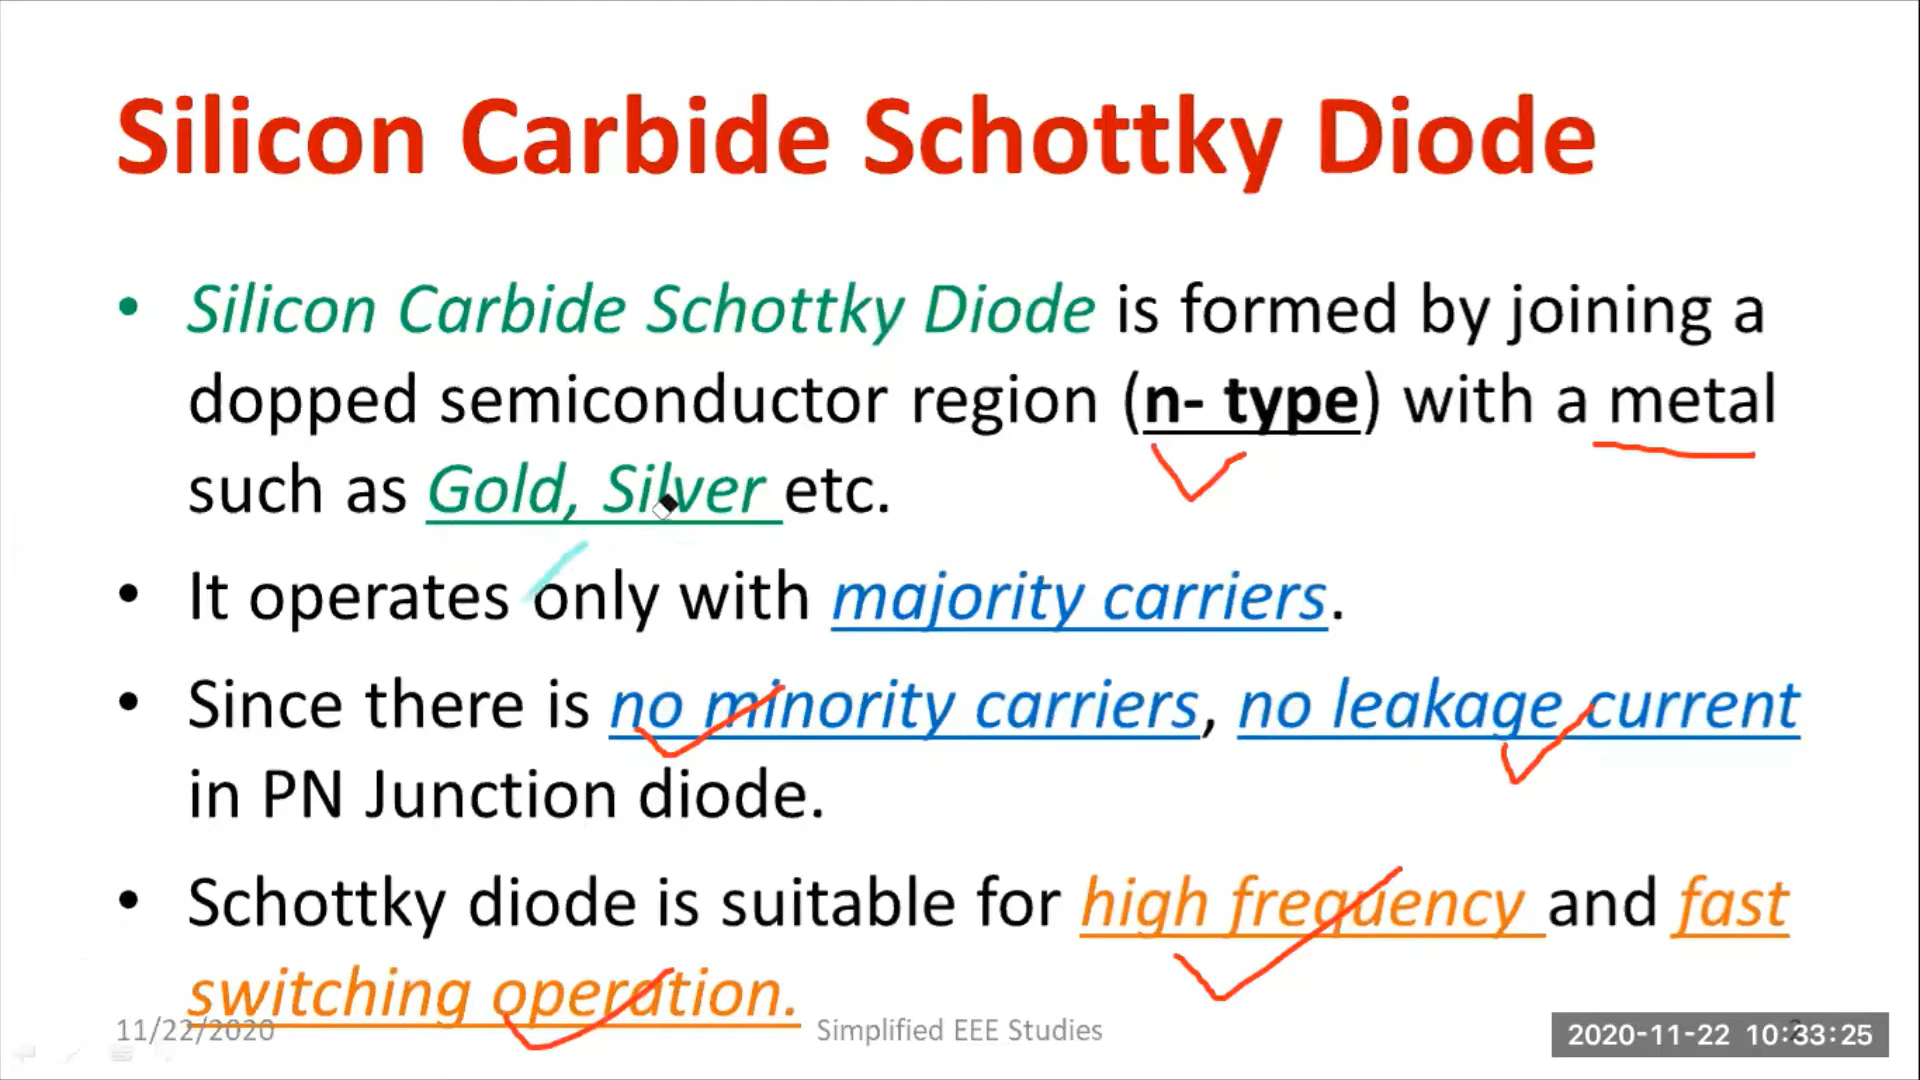 Silicon Carbide Schottky Diode
• Silicon Carbide Schottky Diode is formed by joining a
dopped semiconductor region (n- type) with a metal
such as Gold, Silver etc.
• It operates only with majority carriers.
• Since there is no minority carriers, no leakage current
in PN Junction diode.
• Schottky diode is suitable for high frequency and fast
switching operation.
11/22/2020
Simplified EEE Studies
2020-11-22 10:33:25